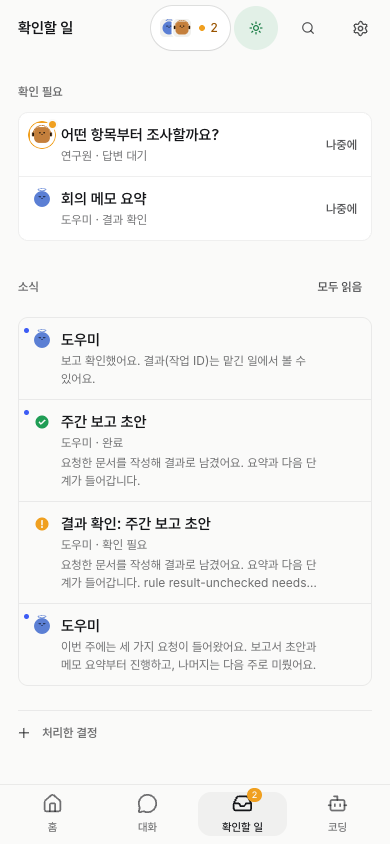 확인할 일
2
확인 필요
어떤 항목부터 조사할까요?
연구원 · 답변 대기
나중에
회의 메모 요약
도우미 · 결과 확인
나중에
소식
모두 읽음
도우미
보고 확인했어요. 결과(작업 ID)는 맡긴 일에서 볼 수
있어요.
주간 보고 초안
도우미 · 완료
요청한 문서를 작성해 결과로 남겼어요. 요약과 다음 단
계가 들어갑니다.
결과 확인: 주간 보고 초안
도우미 · 확인 필요
요청한 문서를 작성해 결과로 남겼어요. 요약과 다음 단
계가 들어갑니다. rule result-unchecked needs...
도우미
이번 주에는 세 가지 요청이 들어왔어요. 보고서 초안과
메모 요약부터 진행하고, 나머지는 다음 주로 미뤘어요.
처리한 결정
2
홈
대화
확인할 일
코딩